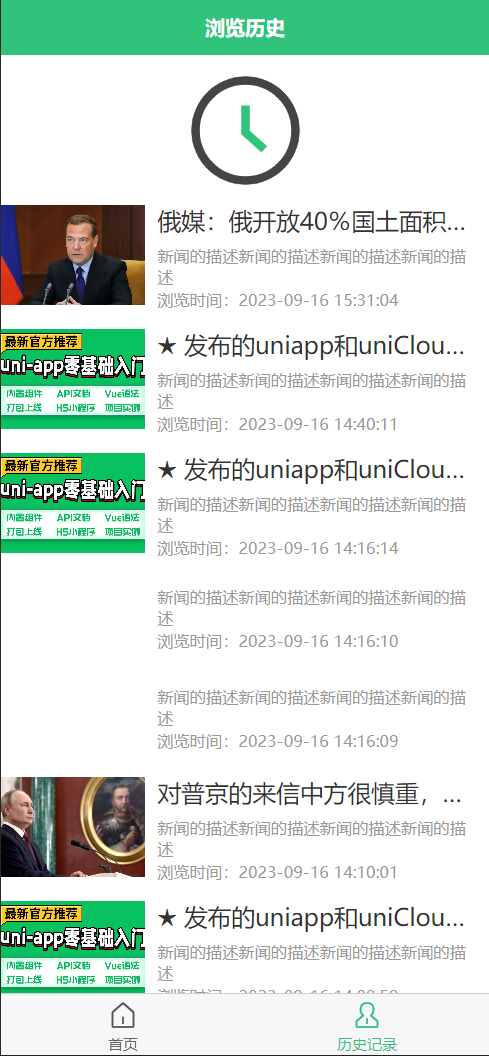 浏览历史
俄媒：俄开放40%国土面积...
新闻的描述新闻的描述新闻的描述新闻的描
述
浏览时间：2023-09-16 15:31:04
最新官方推荐
uni-app零基础入门
内置组件 API文档 Vue语法
打包上线 H5小程序 项目实例
★ 发布的uniapp和uniClou...
新闻的描述新闻的描述新闻的描述新闻的描
述
浏览时间：2023-09-16 14:40:11
最新官方推荐
uni-app零基础入门
内置组件 API文档 Vue语法
打包上线 H5小程序 项目实例
★ 发布的uniapp和uniClou...
新闻的描述新闻的描述新闻的描述新闻的描
述
浏览时间：2023-09-16 14:16:14
新闻的描述新闻的描述新闻的描述新闻的描
述
浏览时间：2023-09-16 14:16:10
新闻的描述新闻的描述新闻的描述新闻的描
述
浏览时间：2023-09-16 14:16:09
对普京的来信中方很慎重，...
新闻的描述新闻的描述新闻的描述新闻的描
述
浏览时间：2023-09-16 14:10:01
最新官方推荐
uni-app零基础入门
内置组件 API文档 Vue语法
打包上线 H5小程序 项目实例
★ 发布的uniapp和uniClou...
新闻的描述新闻的描述新闻的描述新闻的描
述
首页
历史记录